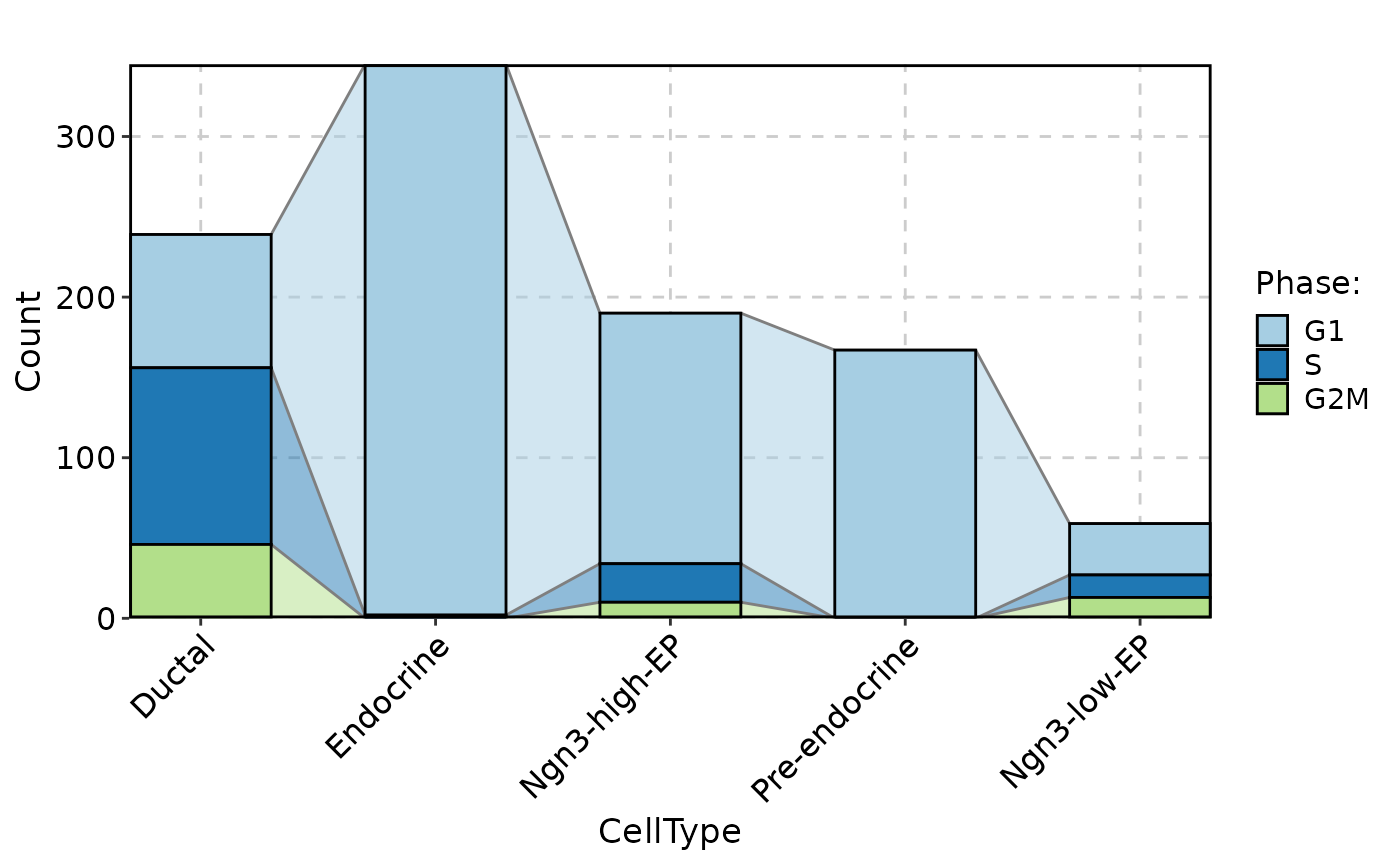 Count
300
200
100
0
Ductal
Endocrine
Ngn3-high-EP
Pre-endocrine
Ngn3-low-EP
CellType
Phase:
G1
S
G2M